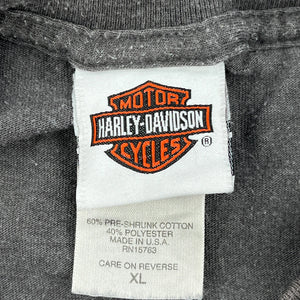 MOTOR
HARLEY-DAVIDSON
®
CYCLES
60% PRE-SHRUNK COTTON
40% POLYESTER
MADE IN U.S.A.
RN15763
CARE ON REVERSE
XL